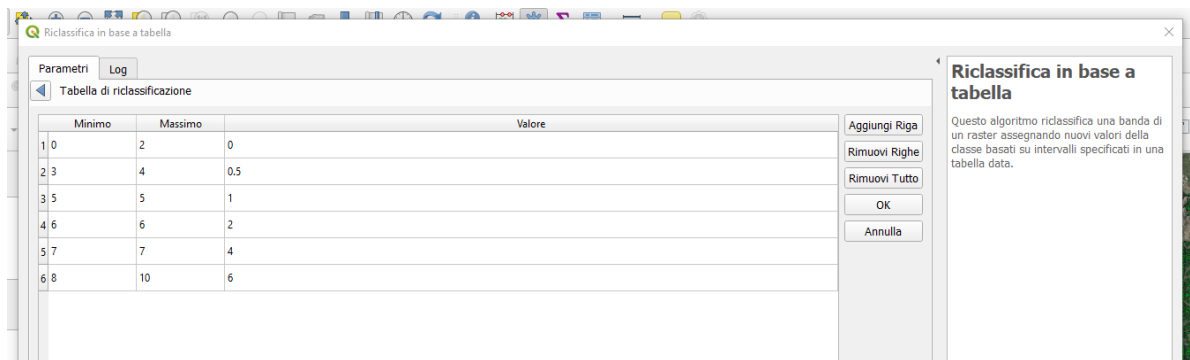 Riclassifica in base a tabella
Parametri Log
Tabella di riclassificazione
Minimo Massimo Valore
1 0 2 0
2 3 4 0.5
3 5 5 1
4 6 6 2
5 7 7 4
6 8 10 6
Aggiungi Riga
Rimuovi Righe
Rimuovi Tutto
OK
Annulla
Riclassifica in base a
tabella
Questo algoritmo riclassifica una banda di
un raster assegnando nuovi valori della
classe basati su intervalli specificati in una
tabella data.